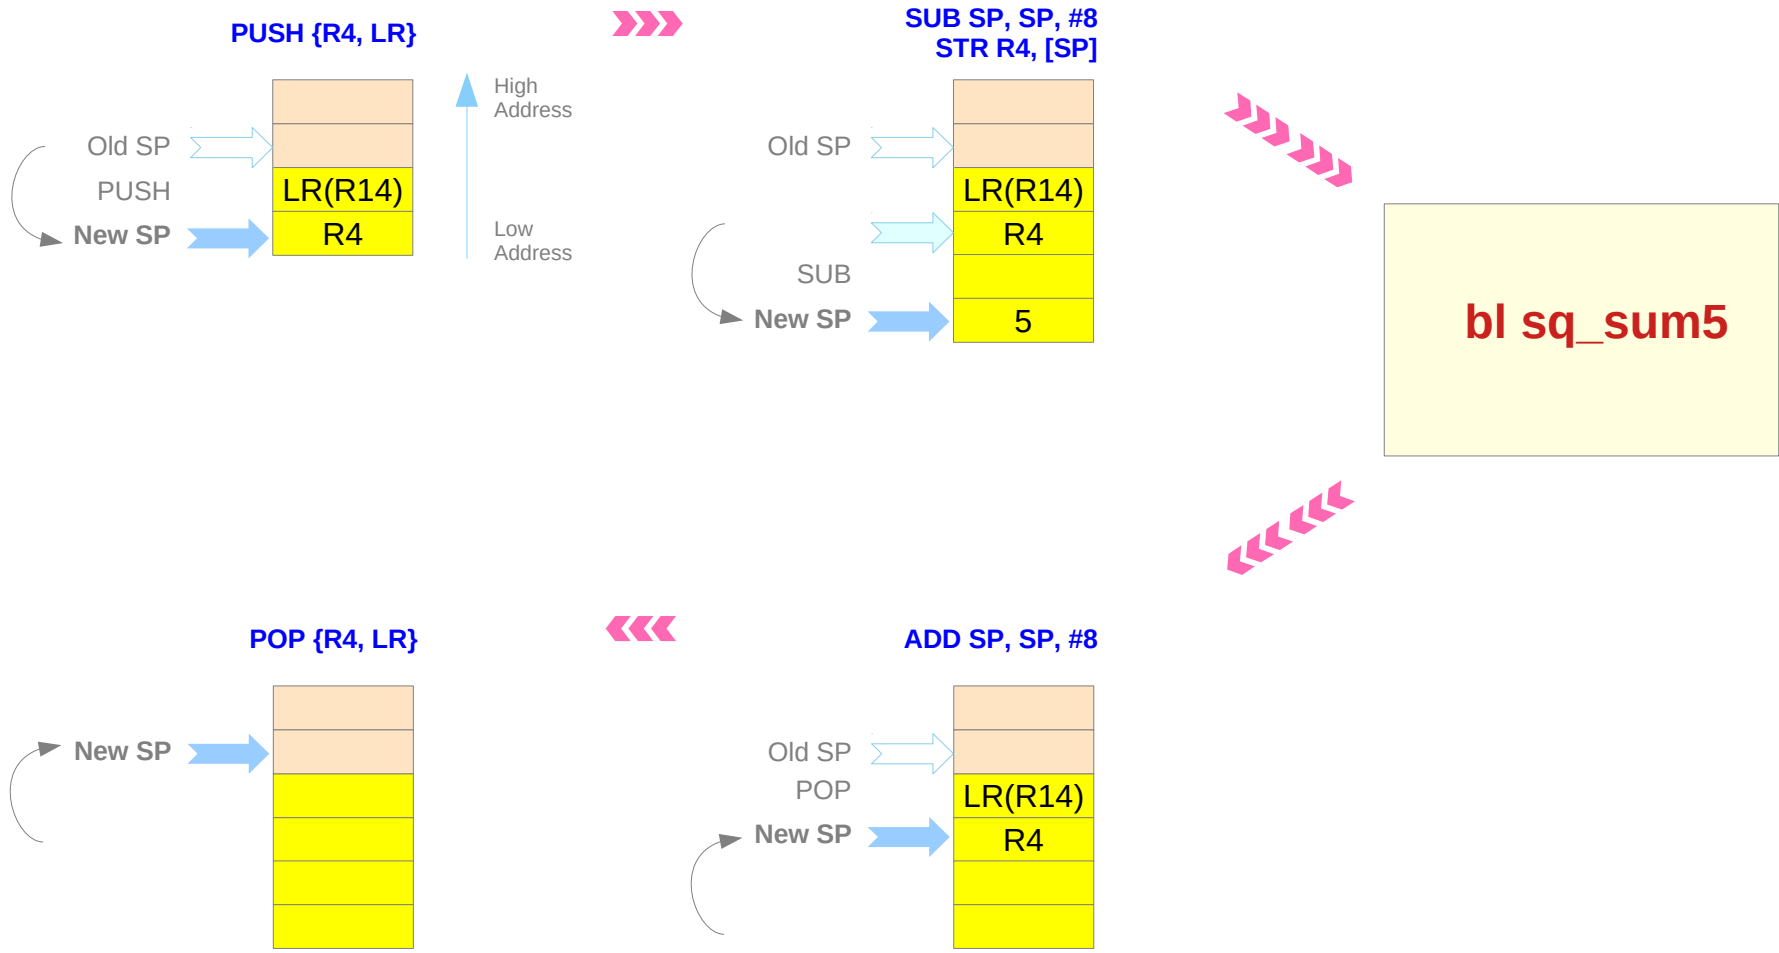 PUSH {R4, LR}
High
Address
Old SP
PUSH
LR(R14)
New SP
R4
Low
Address
SUB SP, SP, #8
STR R4, [SP]
Old SP
LR(R14)
R4
SUB
New SP
5
bl sq_sum5
POP {R4, LR}
New SP
ADD SP, SP, #8
Old SP
POP
LR(R14)
New SP
R4